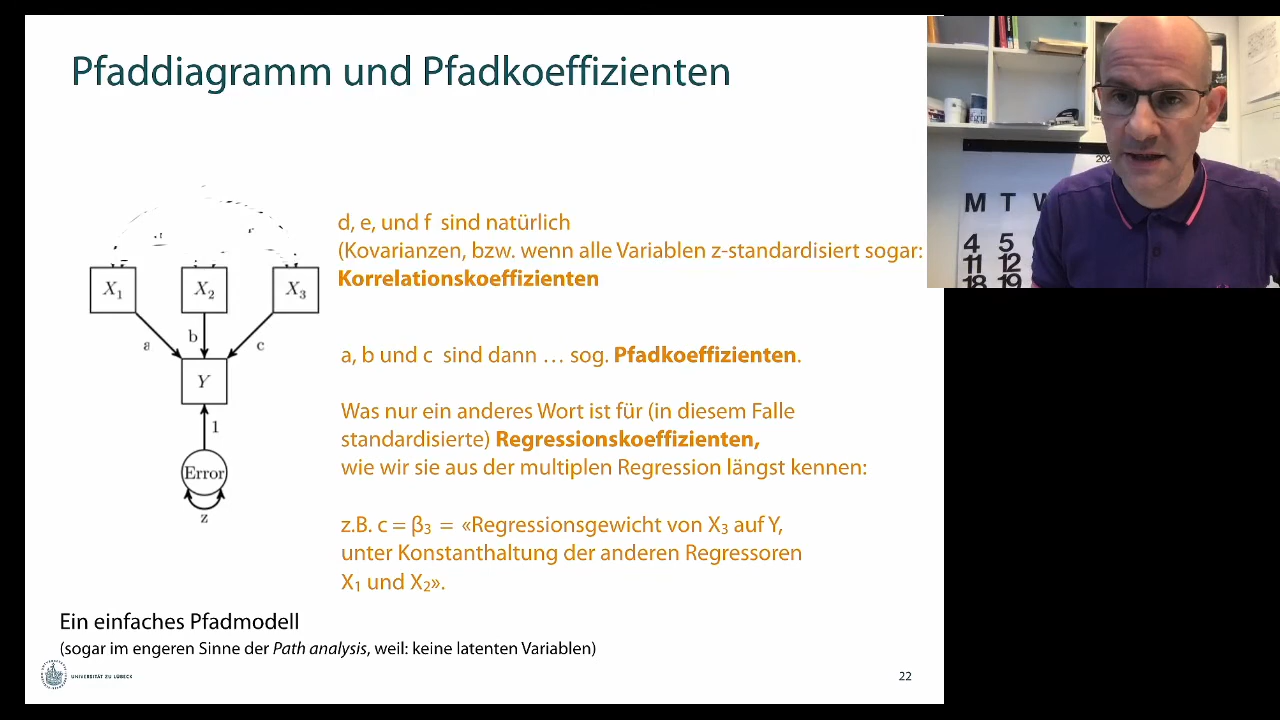 Pfaddiagramm und Pfadkoeffizienten
d, e, und f sind natürlich
(Kovarianzen, bzw. wenn alle Variablen z-standardisiert sogar:
Korrelationskoeffizienten
X1
X2
X3
a
b
c
Y
1
Error
z
a, b und c sind dann … sog. Pfadkoeffizienten.
Was nur ein anderes Wort ist für (in diesem Falle
standardisierte) Regressionskoeffizienten,
wie wir sie aus der multiplen Regression längst kennen:
z.B. c = β3 = «Regressionsgewicht von X3 auf Y,
unter Konstanthaltung der anderen Regressoren
X1 und X2».
Ein einfaches Pfadmodell
(sogar im engeren Sinne der Path analysis, weil: keine latenten Variablen)
UNIVERSITÄT ZU LÜBECK
22
M T W
4 5
11 12
18 19